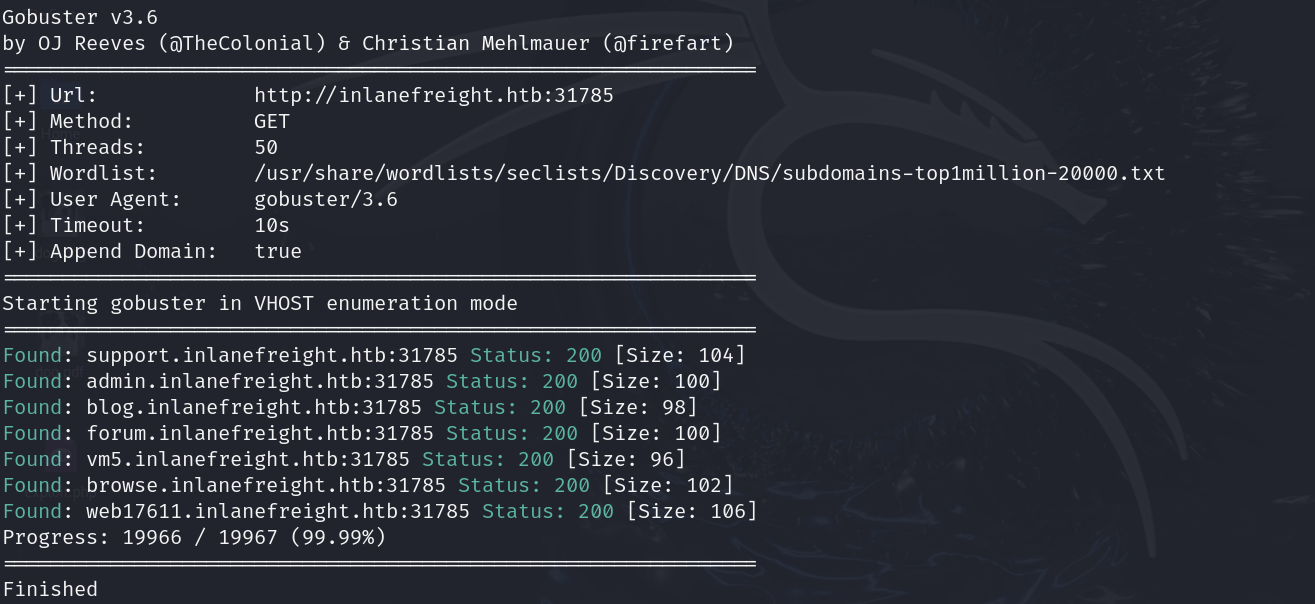 Gobuster v3.6
by OJ Reeves (@TheColonial) & Christian Mehlmauer (@firefart)
===============================================================
[+] Url:             http://inlanefreight.htb:31785
[+] Method:          GET
[+] Threads:         50
[+] Wordlist:        /usr/share/wordlists/seclists/Discovery/DNS/subdomains-top1million-20000.txt
[+] User Agent:      gobuster/3.6
[+] Timeout:         10s
[+] Append Domain:   true
===============================================================
Starting gobuster in VHOST enumeration mode
===============================================================
Found: support.inlanefreight.htb:31785 Status: 200 [Size: 104]
Found: admin.inlanefreight.htb:31785 Status: 200 [Size: 100]
Found: blog.inlanefreight.htb:31785 Status: 200 [Size: 98]
Found: forum.inlanefreight.htb:31785 Status: 200 [Size: 100]
Found: vm5.inlanefreight.htb:31785 Status: 200 [Size: 96]
Found: browse.inlanefreight.htb:31785 Status: 200 [Size: 102]
Found: web17611.inlanefreight.htb:31785 Status: 200 [Size: 106]
Progress: 19966 / 19967 (99.99%)
===============================================================
Finished